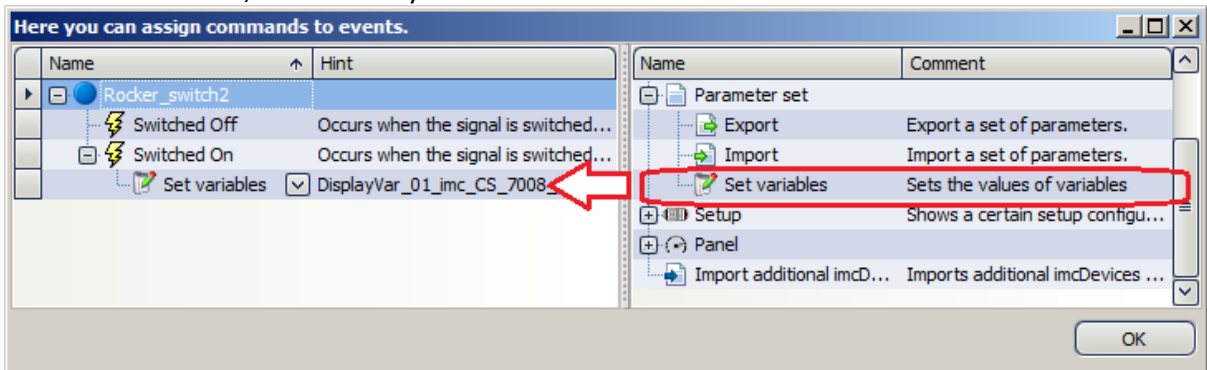 Here you can assign commands to events.
Name Hint Name Comment
Rocker_switch2 Parameter set
Switched Off Occurs when the signal is switched... Export Export a set of parameters.
Switched On Occurs when the signal is switched... Import Import a set of parameters.
Set variables DisplayVar_01_imc_CS_7008_ Set variables Sets the values of variables
Setup Shows a certain setup configu...
Panel
Import additional imcD... Imports additional imcDevices ...
OK